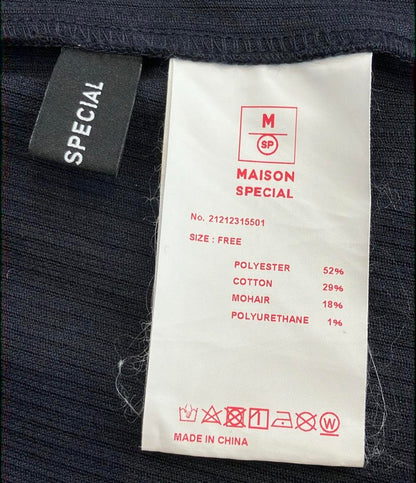 SPECIAL
M
SP
MAISON
SPECIAL
No. 21212315501
SIZE : FREE
POLYESTER 52%
COTTON 29%
MOHAIR 18%
POLYURETHANE 1%
W
MADE IN CHINA